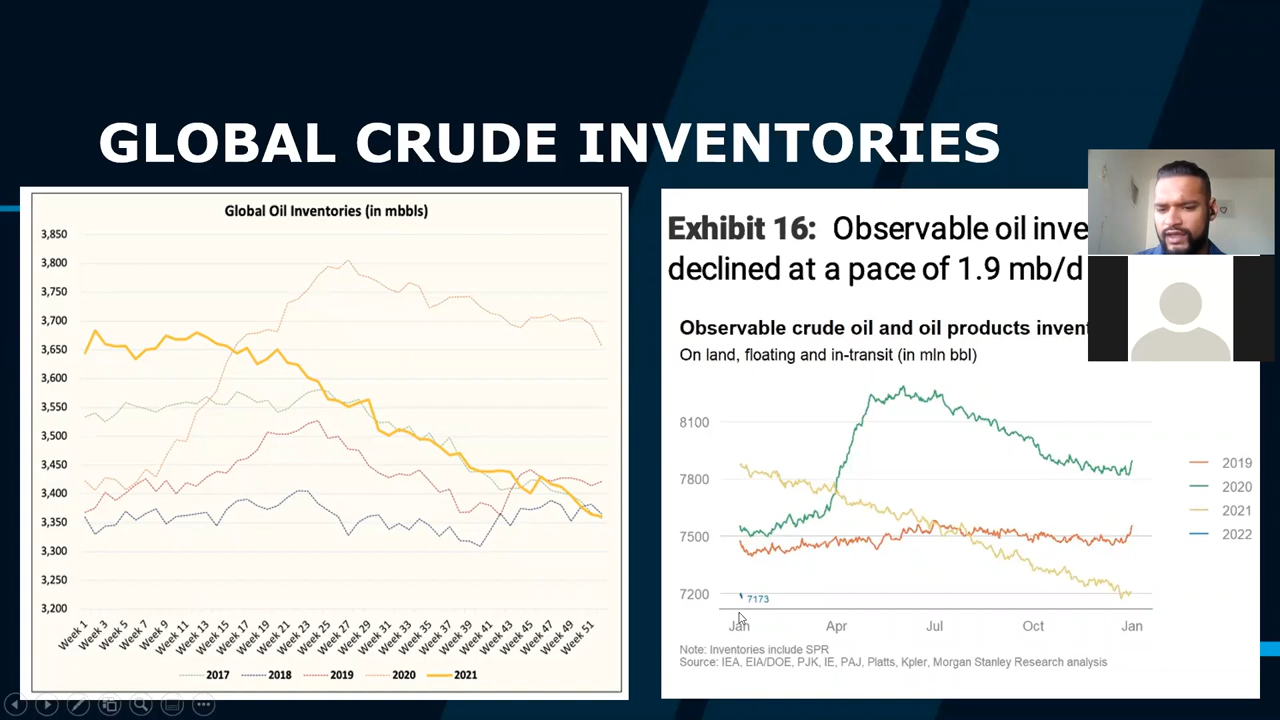 GLOBAL CRUDE INVENTORIES
Global Oil Inventories (in mbbls)
3,850
3,800
3,750
3,700
3,650
3,600
3,550
3,500
3,450
3,400
3,350
3,300
3,250
3,200
Week 1
Week 3
Week 5
Week 7
Week 9
Week 11
Week 13
Week 15
Week 17
Week 19
Week 21
Week 23
Week 25
Week 27
Week 29
Week 31
Week 33
Week 35
Week 37
Week 39
Week 41
Week 43
Week 45
Week 47
Week 49
Week 51
2017 2018 2019 2020 2021
Exhibit 16: Observable oil inve
declined at a pace of 1.9 mb/d
Observable crude oil and oil products invent
On land, floating and in-transit (in mln bbl)
8100
7800
7500
7200
7173
Jan Apr Jul Oct Jan
2019
2020
2021
2022
Note: Inventories include SPR
Source: IEA, EIA/DOE, PJK, IE, PAJ, Platts, Kpler, Morgan Stanley Research analysis